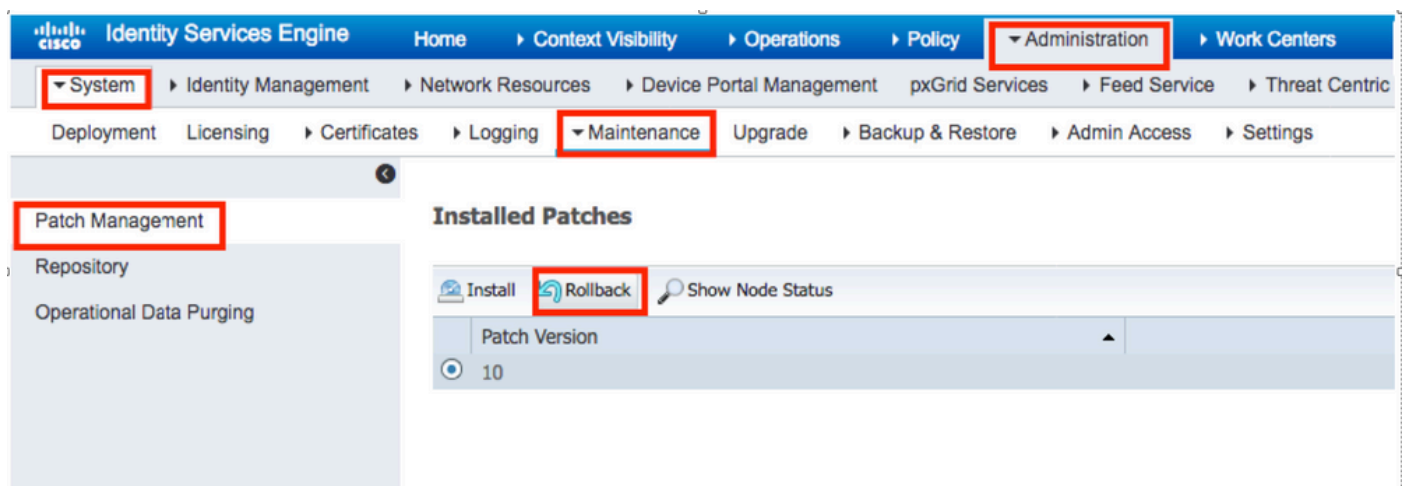 cisco Identity Services Engine Home Context Visibility Operations Policy Administration Work Centers
System Identity Management Network Resources Device Portal Management pxGrid Services Feed Service Threat Centric
Deployment Licensing Certificates Logging Maintenance Upgrade Backup & Restore Admin Access Settings
Patch Management
Repository
Operational Data Purging
Installed Patches
Install Rollback Show Node Status
Patch Version
10